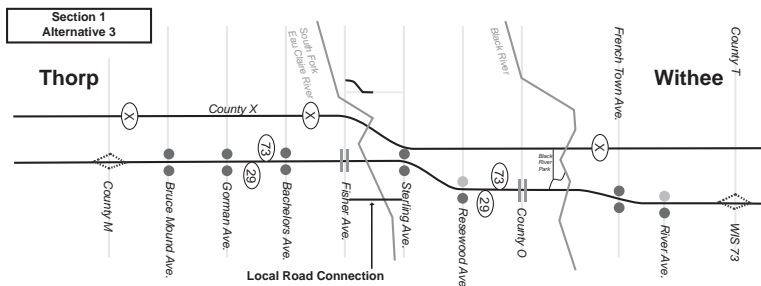 Section 1
Alternative 3
Thorp
Withee
South Fork
Eau Claire River
Black River
French Town Ave.
County T
County X
X
X
X
73
29
73
29
Black
River
Park
County M
Bruce Mound Ave.
Gorman Ave.
Bachelors Ave.
Fisher Ave.
Sterling Ave.
Resewood Ave.
County O
River Ave.
WIS 73
Local Road Connection